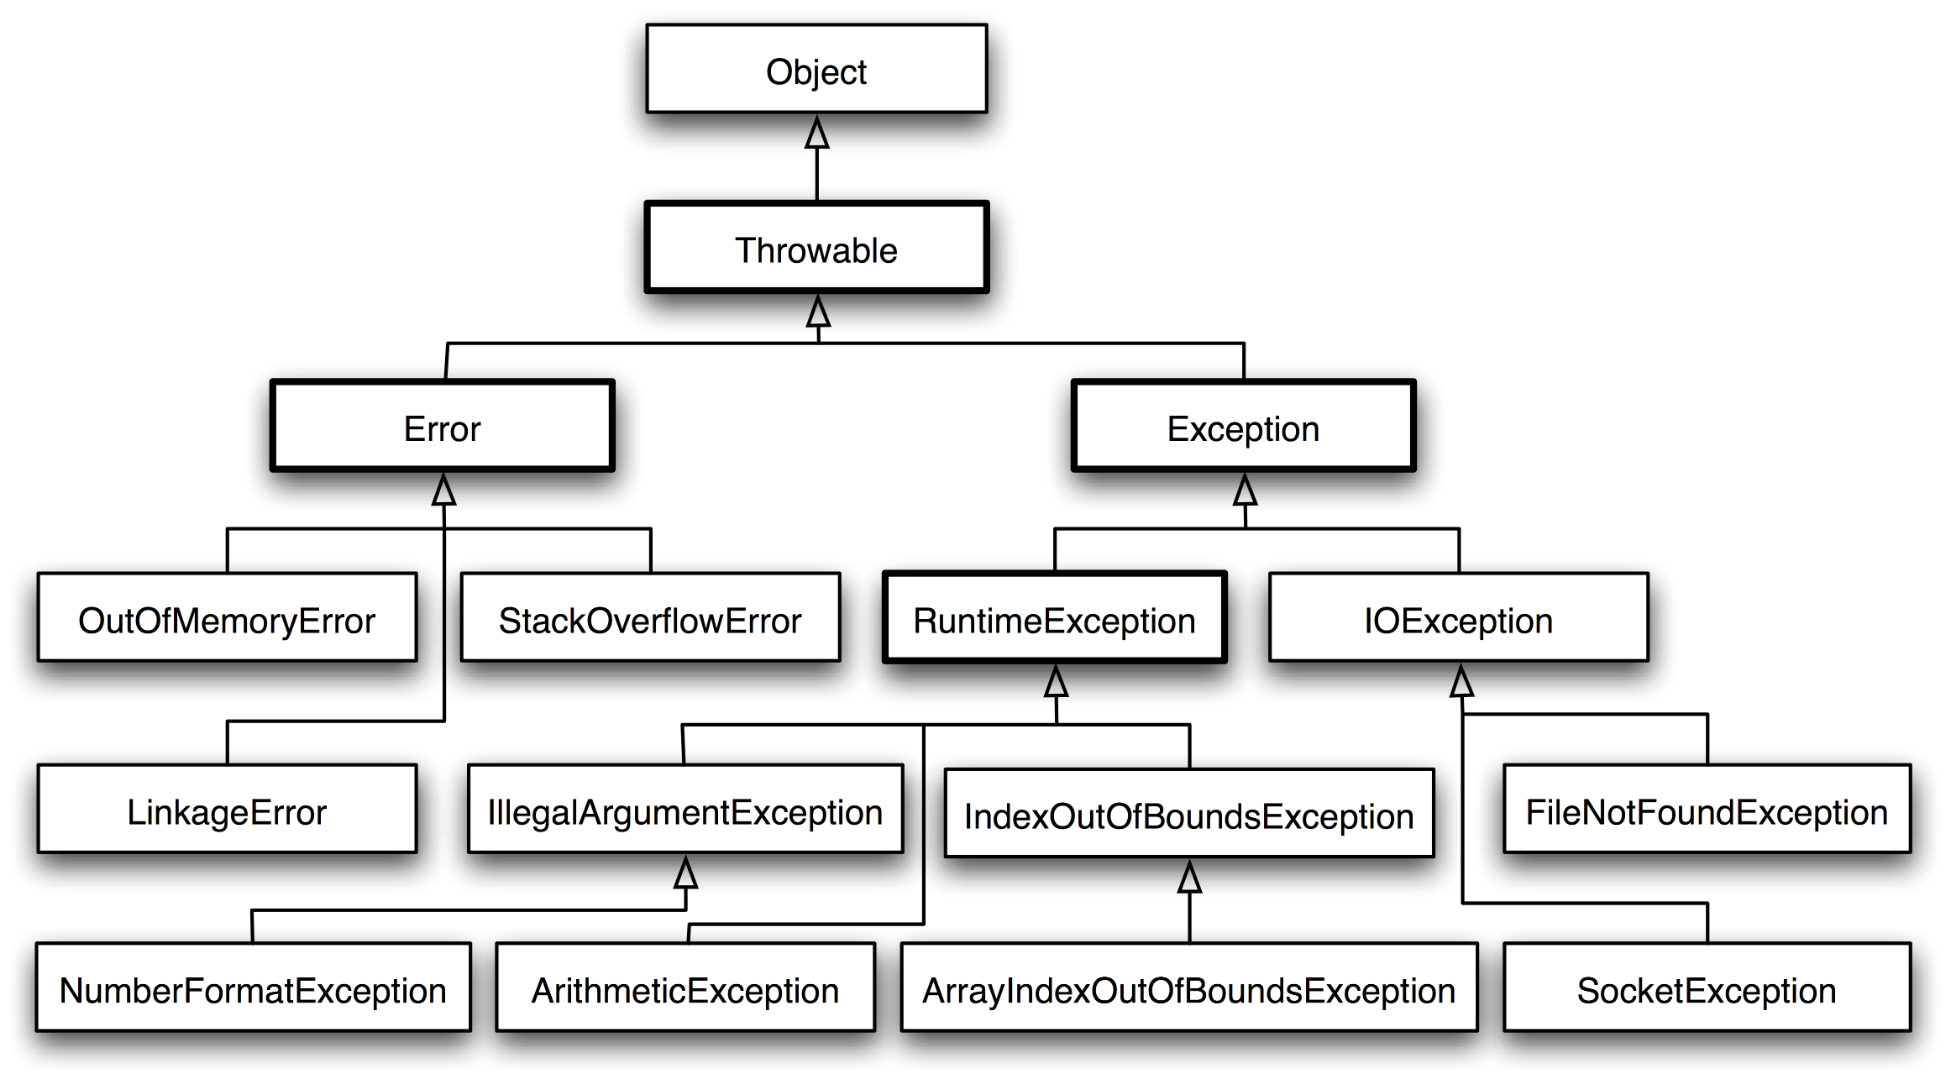 Object
Throwable
Error
Exception
OutOfMemoryError
StackOverflowError
RuntimeException
IOException
LinkageError
IllegalArgumentException
IndexOutOfBoundsException
FileNotFoundException
NumberFormatException
ArithmeticException
ArrayIndexOutOfBoundsException
SocketException